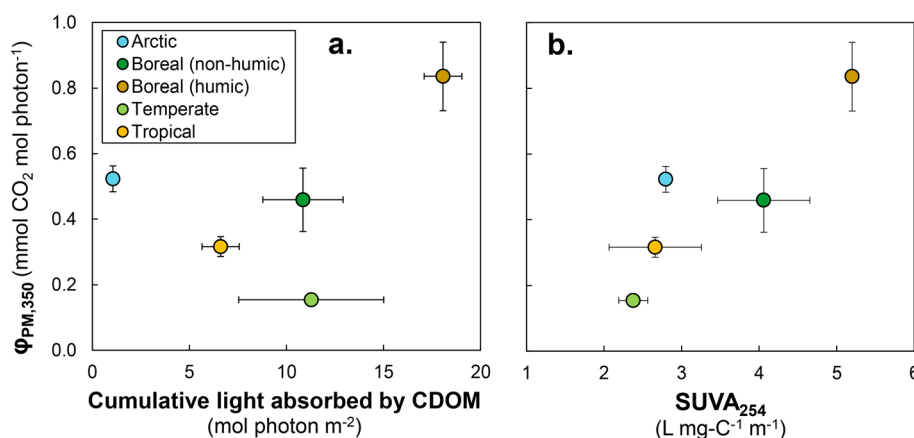 1.0
0.8
0.6
0.4
0.2
0.0
φPM,350 (mmol CO2 mol photon-1)
Arctic
Boreal (non-humic)
Boreal (humic)
Temperate
Tropical
a.
0 5 10 15 20
Cumulative light absorbed by CDOM
(mol photon m-2)
b.
1 2 3 4 5 6
SUVA254
(L mg-C-1 m-1)